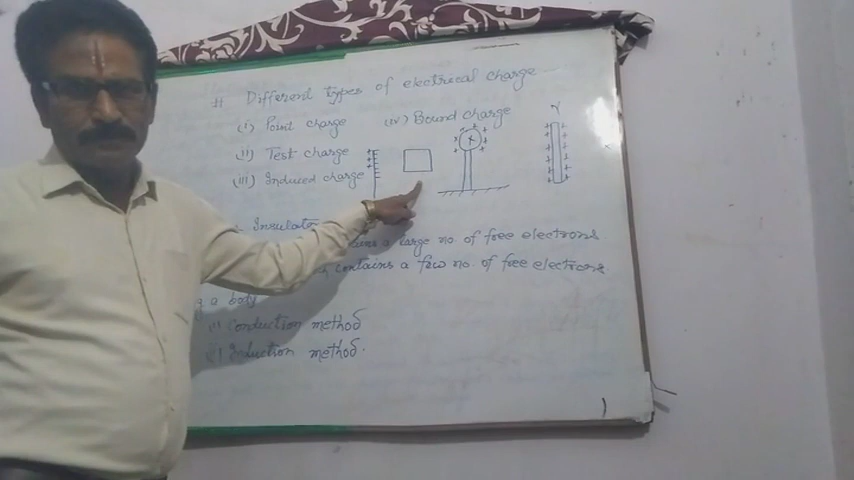 # Different types of electrical charge
(i) Point charge (iv) Bound charge
(ii) Test charge
(iii) Induced charge
Insulator
a large no. of free electrons
contains a few no. of free electrons
g a body
(i) Conduction method
(ii) Induction method.